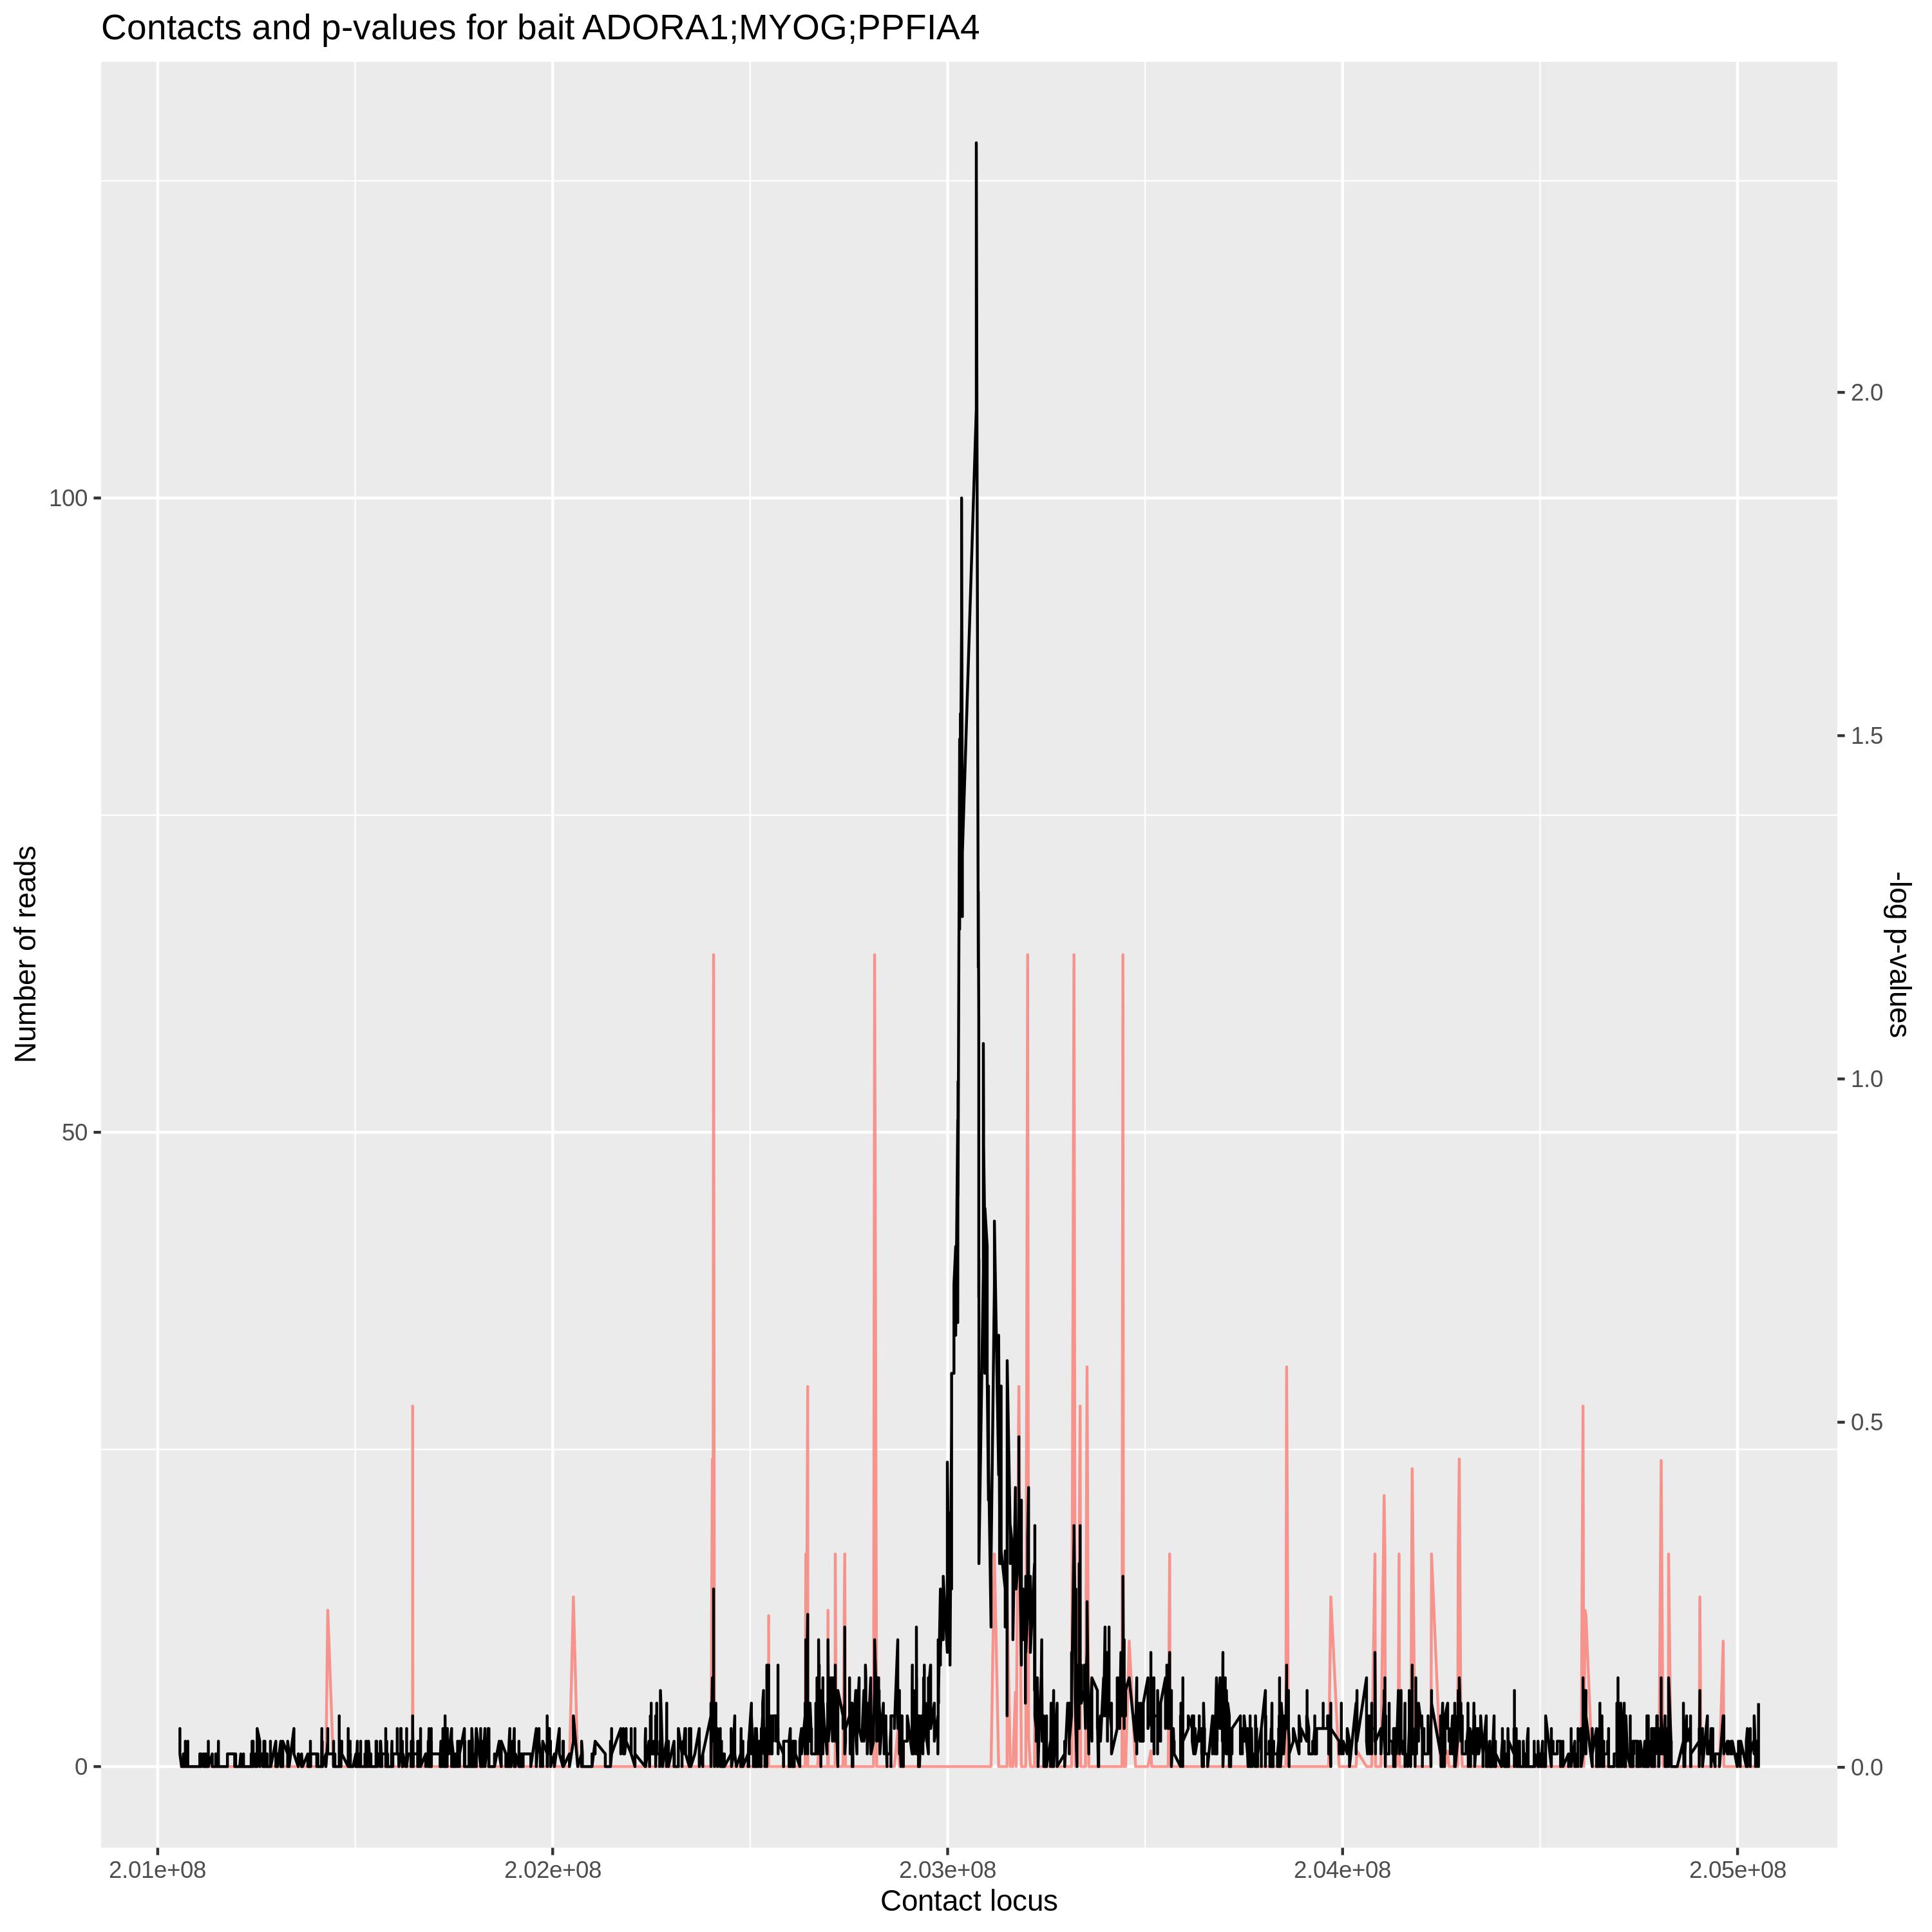 Contacts and p-values for bait ADORA1;MYOG;PPFIA4
Number of reads
100
50
0
2.0
1.5
1.0
0.5
0.0
-log p-values
2.01e+08 2.02e+08 2.03e+08 2.04e+08 2.05e+08
Contact locus